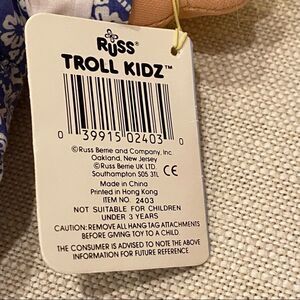 RUSS®
TROLL KIDZ™
0 39915 02403 0
©Russ Berrie and Company, Inc.
Oakland, New Jersey
©Russ Berrie UK LTD.
Southampton SO5 3TL
CE
Made in China
Printed in Hong Kong
ITEM NO. 2403
NOT SUITABLE FOR CHILDREN
UNDER 3 YEARS
CAUTION: REMOVE ALL HANG TAG ATTACHMENTS
BEFORE GIVING TOY TO A CHILD.
THE CONSUMER IS ADVISED TO NOTE THE ABOVE
INFORMATION FOR FUTURE REFERENCE